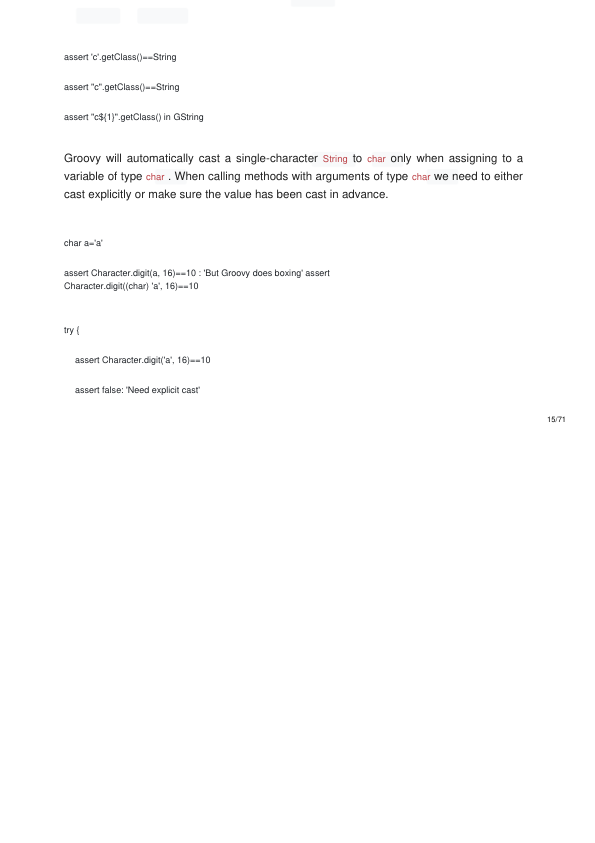 assert 'c'.getClass()==String
assert "c".getClass()==String
assert "c${1}".getClass() in GString
Groovy will automatically cast a single-character String to char only when assigning to a
variable of type char . When calling methods with arguments of type char we need to either
cast explicitly or make sure the value has been cast in advance.
char a='a'
assert Character.digit(a, 16)==10 : 'But Groovy does boxing' assert
Character.digit((char) 'a', 16)==10
try {
assert Character.digit('a', 16)==10
assert false: 'Need explicit cast'
15/71